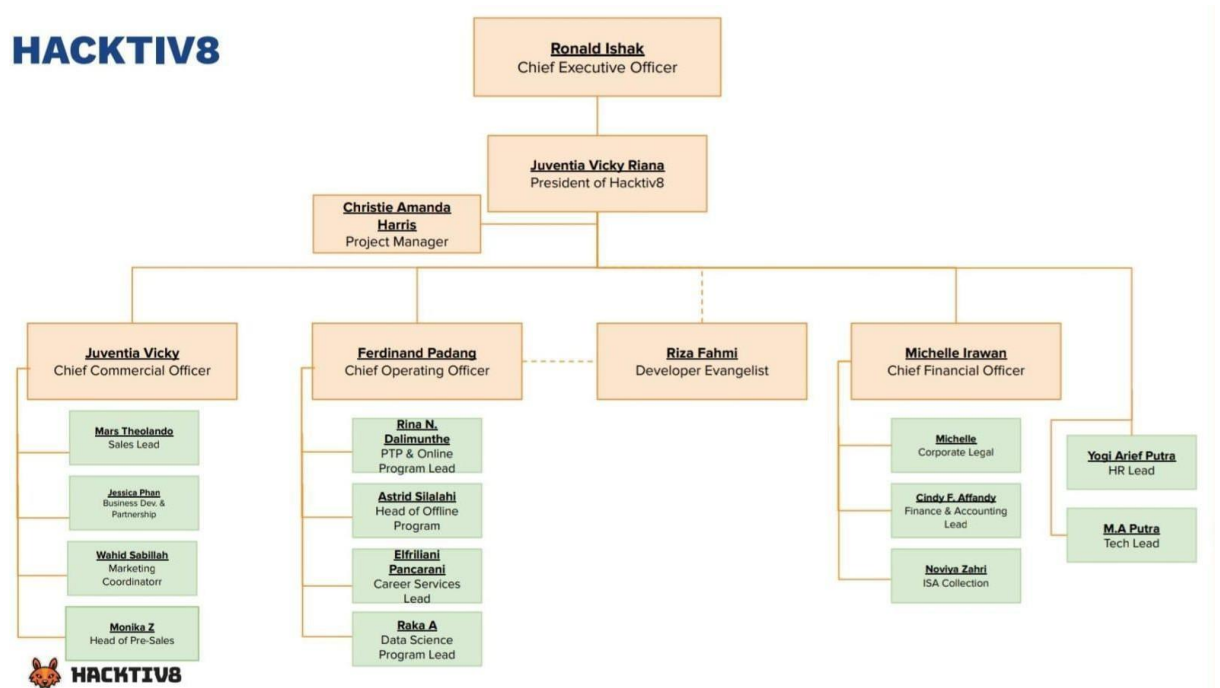 HACKTIV8
Ronald Ishak
Chief Executive Officer
Juventia Vicky Riana
President of Hacktiv8
Christie Amanda
Harris
Project Manager
Juventia Vicky
Chief Commercial Officer
Ferdinand Padang
Chief Operating Officer
Riza Fahmi
Developer Evangelist
Michelle Irawan
Chief Financial Officer
Mars Theolando
Sales Lead
Jessica Phan
Business Dev. &
Partnership
Wahid Sabillah
Marketing
Coordinatorr
Monika Z
Head of Pre-Sales
Rina N.
Dalimunthe
PTP & Online
Program Lead
Astrid Silalahi
Head of Offline
Program
Elfriliani
Pancarani
Career Services
Lead
Raka A
Data Science
Program Lead
Michelle
Corporate Legal
Cindy F. Affandy
Finance & Accounting
Lead
Noviya Zahri
ISA Collection
Yogi Arief Putra
HR Lead
M.A Putra
Tech Lead
HACKTIV8